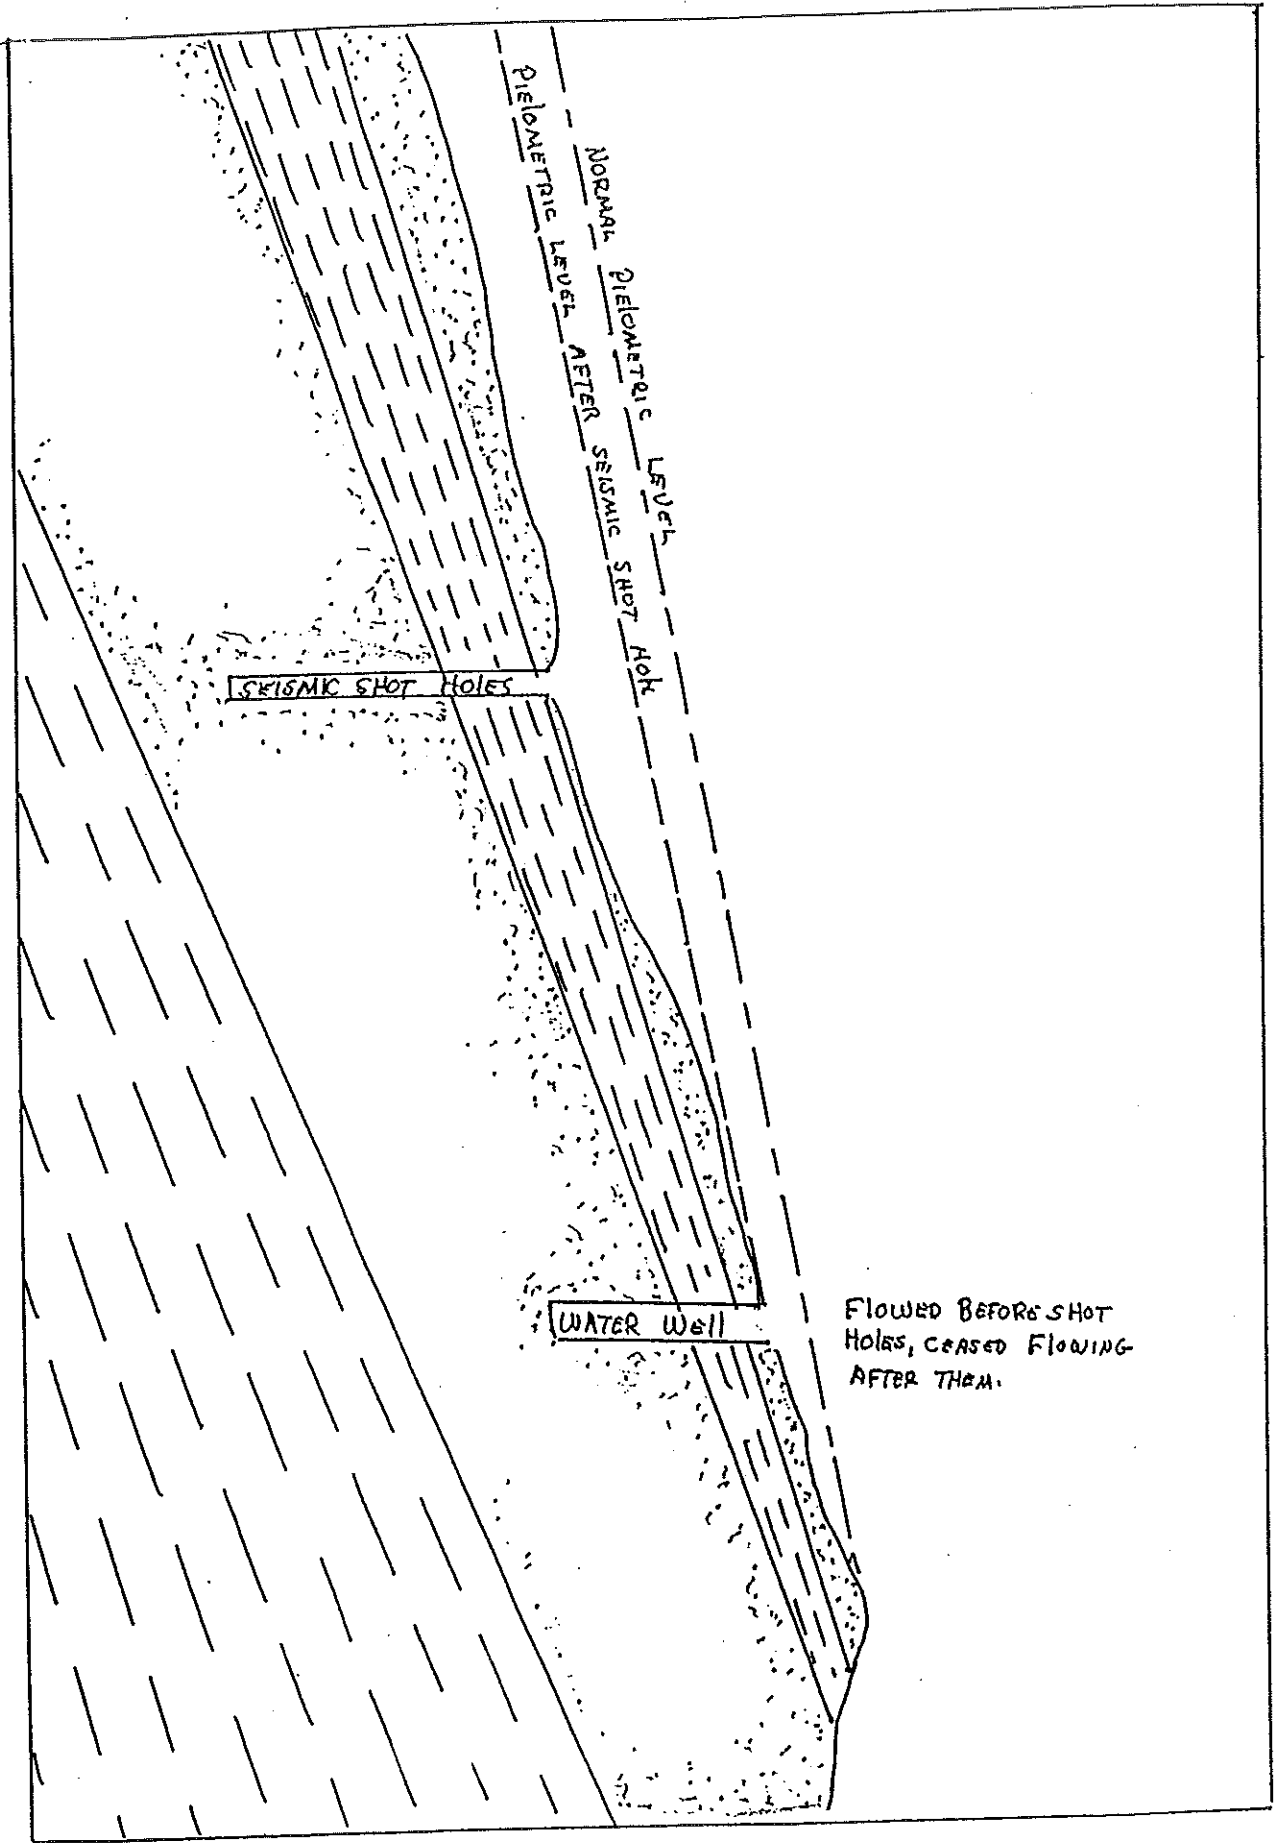 NORMAL PIEZOMETRIC LEVEL
PIEZOMETRIC LEVEL AFTER SEISMIC SHOT HOLE
SEISMIC SHOT HOLES
WATER WELL
FLOWED BEFORE SHOT
HOLES, CEASED FLOWING
AFTER THEM.